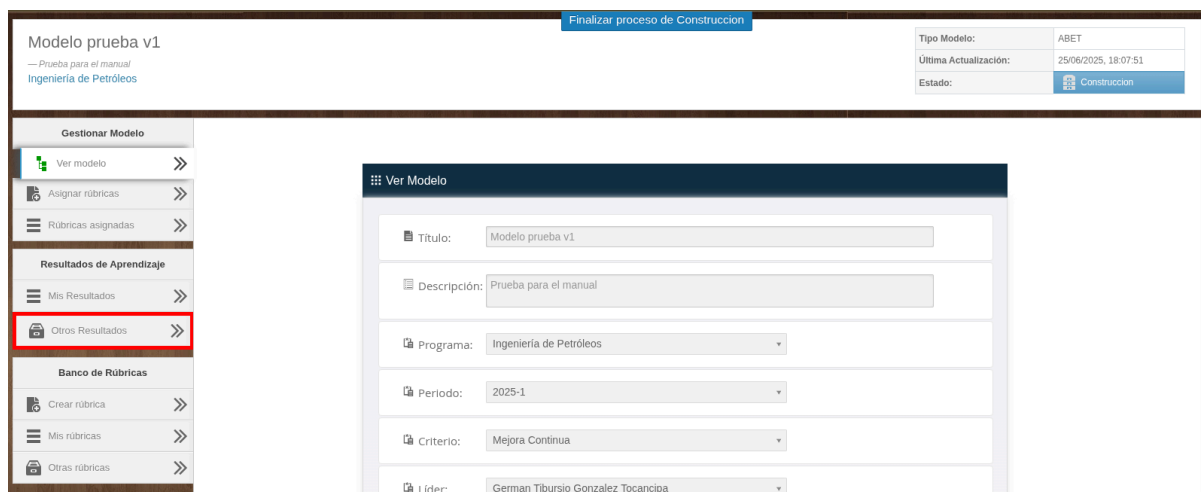 Finalizar proceso de Construccion
Modelo prueba v1
— Prueba para el manual
Ingeniería de Petróleos
Tipo Modelo: ABET
Última Actualización: 25/06/2025, 18:07:51
Estado: Construccion
Gestionar Modelo
Ver modelo
Asignar rúbricas
Rúbricas asignadas
Resultados de Aprendizaje
Mis Resultados
Otros Resultados
Banco de Rúbricas
Crear rúbrica
Mis rúbricas
Otras rúbricas
Ver Modelo
Título: Modelo prueba v1
Descripción: Prueba para el manual
Programa: Ingeniería de Petróleos
Periodo: 2025-1
Criterio: Mejora Continua
Líder: German Tibursio Gonzalez Tocancipa